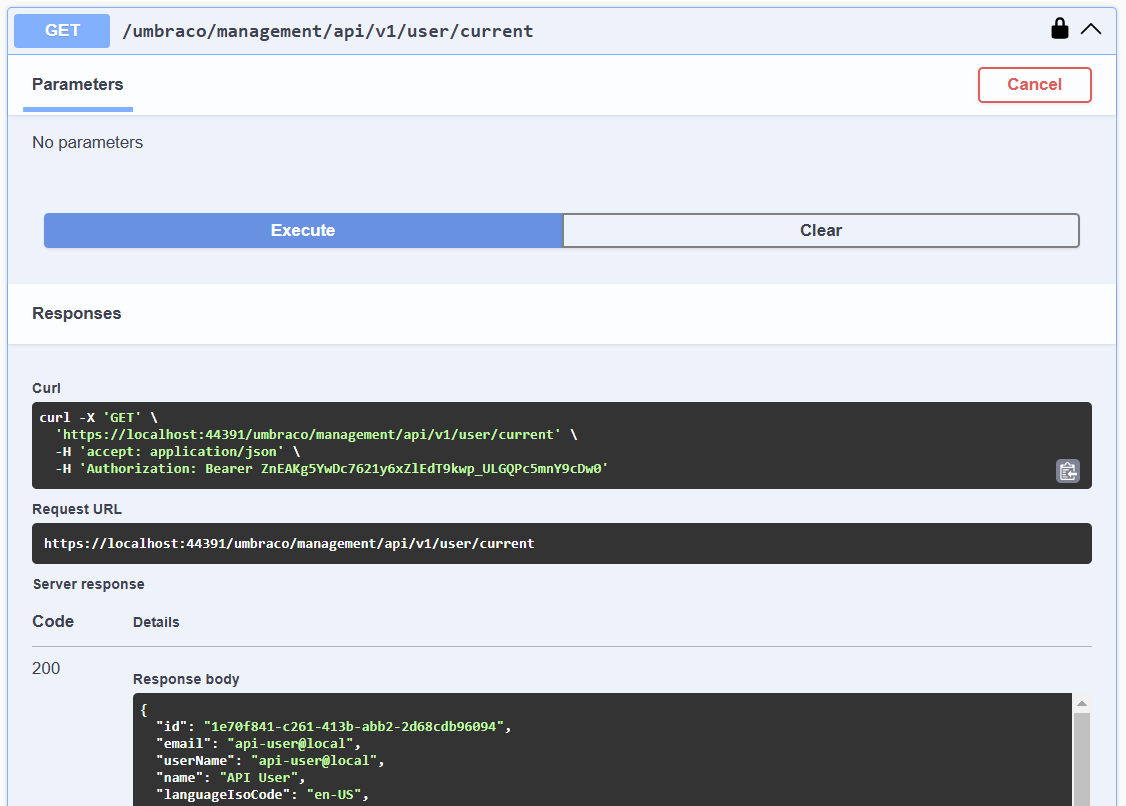 GET /umbraco/management/api/v1/user/current
Parameters
Cancel
No parameters
Execute
Clear
Responses
Curl
curl -X 'GET' \
  'https://localhost:44391/umbraco/management/api/v1/user/current' \
  -H 'accept: application/json' \
  -H 'Authorization: Bearer ZnEAKg5YwDc7621y6xZlEdT9kwp_ULGQPc5mnY9cDw0'
Request URL
https://localhost:44391/umbraco/management/api/v1/user/current
Server response
Code Details
200
Response body
{
  "id": "1e70f841-c261-413b-abb2-2d68cdb96094",
  "email": "api-user@local",
  "userName": "api-user@local",
  "name": "API User",
  "languageIsoCode": "en-US",